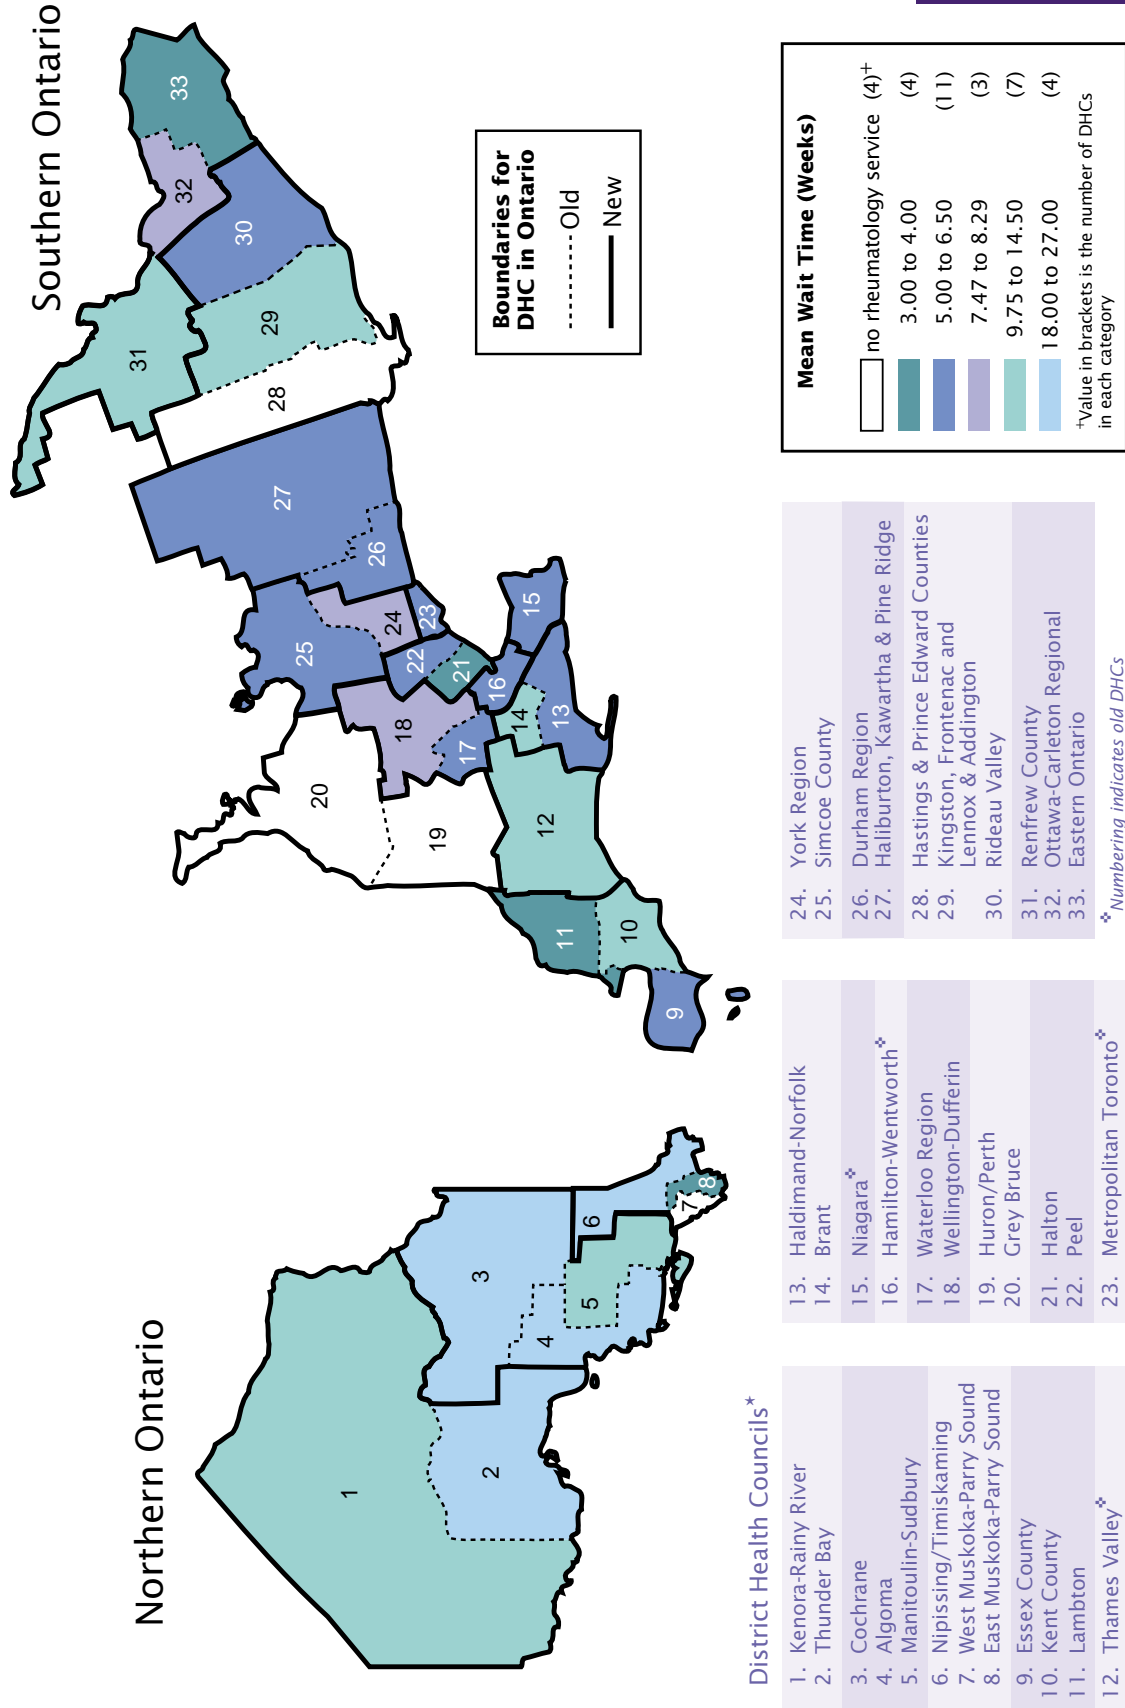 Northern Ontario
1
2
3
4
5
6
7
8
Southern Ontario
9
10
11
12
13
14
15
16
17
18
19
20
21
22
23
24
25
26
27
28
29
30
31
32
33
Boundaries for
DHC in Ontario
Old
New
District Health Councils*
1. Kenora-Rainy River
2. Thunder Bay
3. Cochrane
4. Algoma
5. Manitoulin-Sudbury
6. Nipissing/Timiskaming
7. West Muskoka-Parry Sound
8. East Muskoka-Parry Sound
9. Essex County
10. Kent County
11. Lambton
12. Thames Valley❖
13. Haldimand-Norfolk
14. Brant
15. Niagara❖
16. Hamilton-Wentworth❖
17. Waterloo Region
18. Wellington-Dufferin
19. Huron/Perth
20. Grey Bruce
21. Halton
22. Peel
23. Metropolitan Toronto❖
24. York Region
25. Simcoe County
26. Durham Region
27. Haliburton, Kawartha & Pine Ridge
28. Hastings & Prince Edward Counties
29. Kingston, Frontenac and
Lennox & Addington
30. Rideau Valley
31. Renfrew County
32. Ottawa-Carleton Regional
33. Eastern Ontario
❖Numbering indicates old DHCs
Mean Wait Time (Weeks)
no rheumatology service (4)+
3.00 to 4.00 (4)
5.00 to 6.50 (11)
7.47 to 8.29 (3)
9.75 to 14.50 (7)
18.00 to 27.00 (4)
+Value in brackets is the number of DHCs
in each category